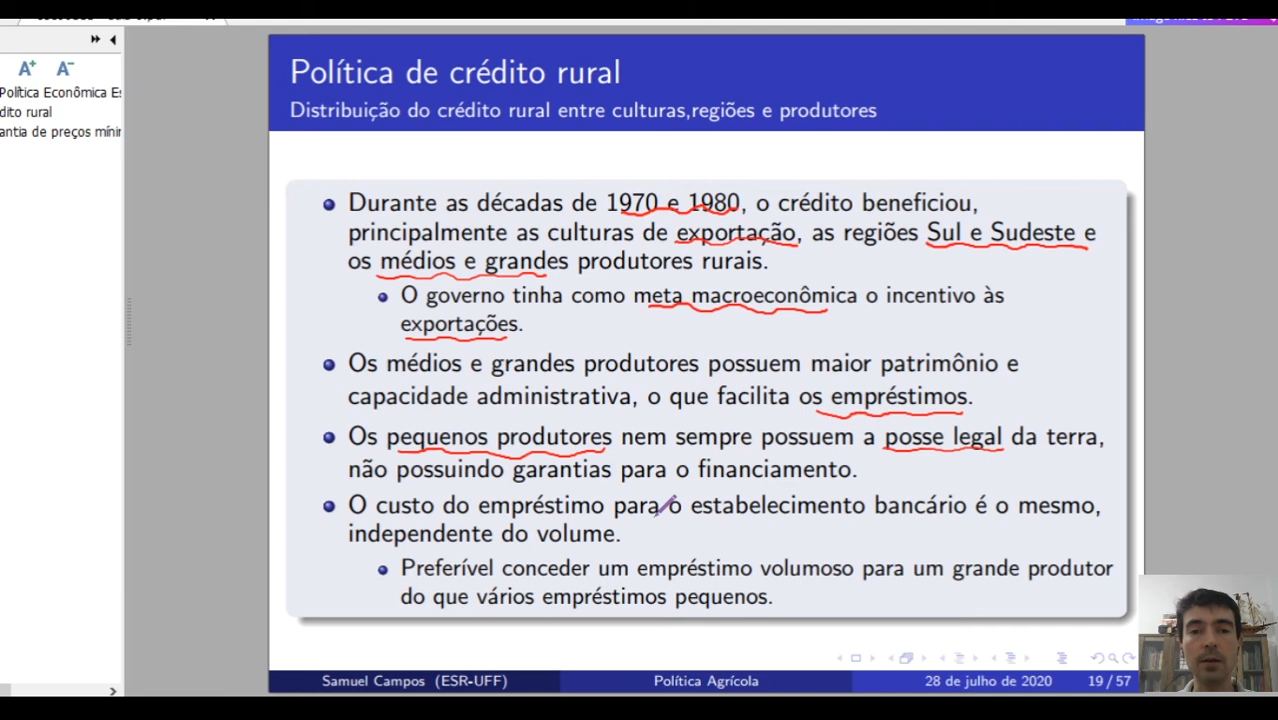 A+ A-
Política Econômica Es
dito rural
antia de preços mínir
Política de crédito rural
Distribuição do crédito rural entre culturas,regiões e produtores
Durante as décadas de 1970 e 1980, o crédito beneficiou,
principalmente as culturas de exportação, as regiões Sul e Sudeste e
os médios e grandes produtores rurais.
O governo tinha como meta macroeconômica o incentivo às
exportações.
Os médios e grandes produtores possuem maior patrimônio e
capacidade administrativa, o que facilita os empréstimos.
Os pequenos produtores nem sempre possuem a posse legal da terra,
não possuindo garantias para o financiamento.
O custo do empréstimo para o estabelecimento bancário é o mesmo,
independente do volume.
Preferível conceder um empréstimo volumoso para um grande produtor
do que vários empréstimos pequenos.
Samuel Campos (ESR-UFF) Política Agrícola 28 de julho de 2020 19 / 57